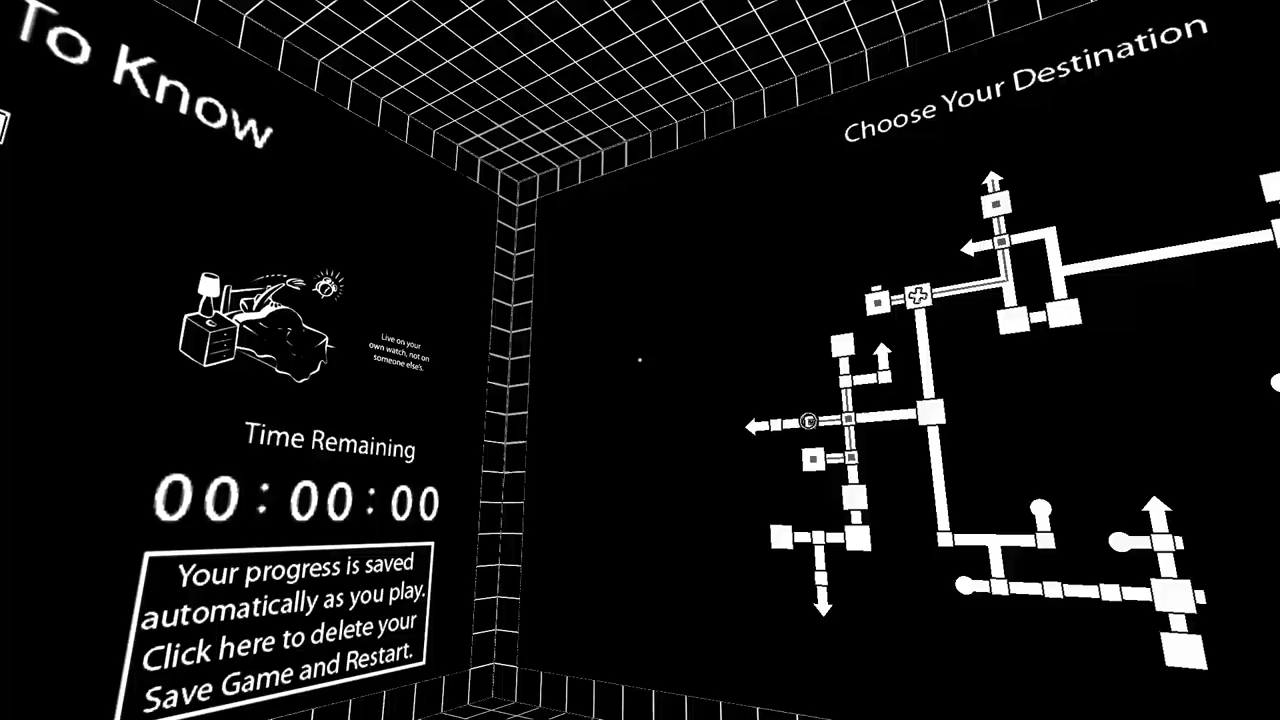 To Know
Choose Your Destination
Live on your
own watch, not on
someone else's.
Time Remaining
00:00:00
Your progress is saved
automatically as you play.
Click here to delete your
Save Game and Restart.